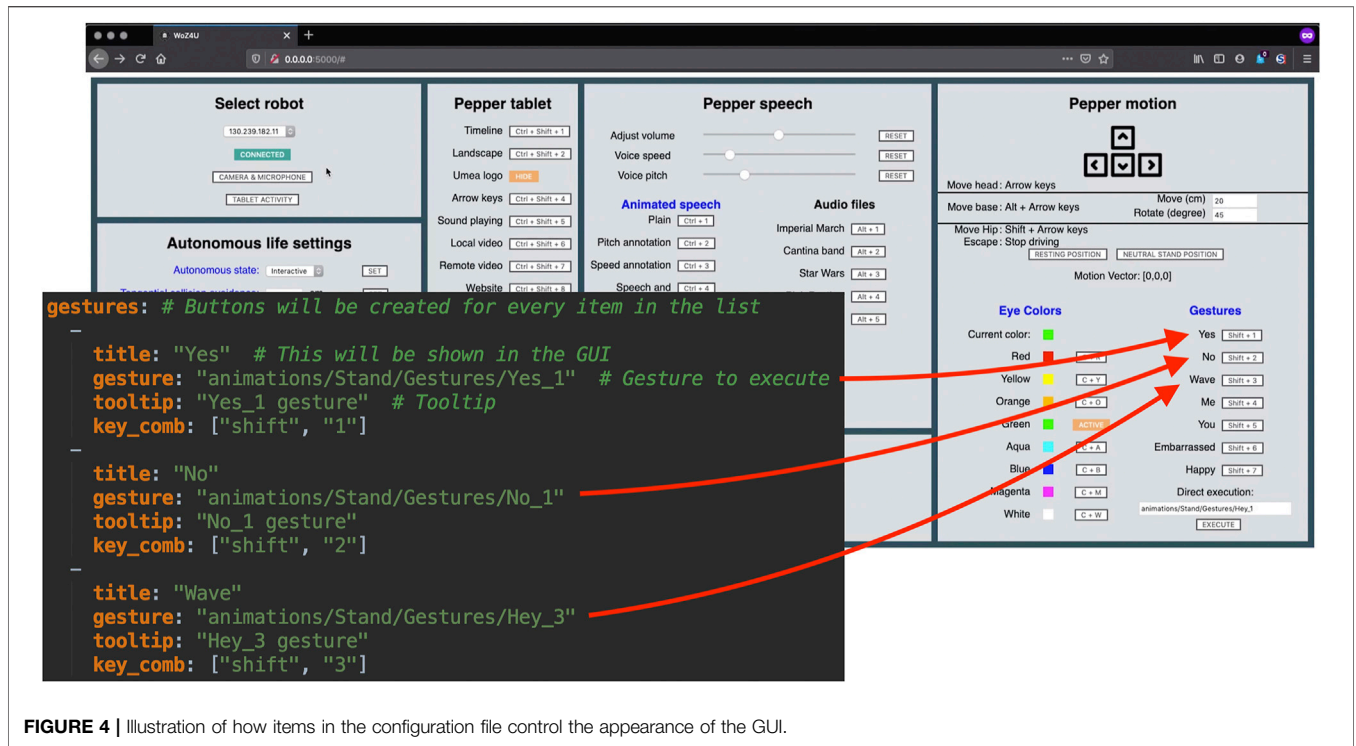 WoZ4U
0.0.0.0:5000/#
Select robot
130.239.182.11
CONNECTED
CAMERA & MICROPHONE
TABLET ACTIVITY
Autonomous life settings
Autonomous state: Interactive SET
Pepper tablet
Timeline Ctrl + Shift + 1
Landscape Ctrl + Shift + 2
Umea logo HIDE
Arrow keys Ctrl + Shift + 4
Sound playing Ctrl + Shift + 5
Local video Ctrl + Shift + 6
Remote video Ctrl + Shift + 7
Website Ctrl + Shift + 8
Pepper speech
Adjust volume RESET
Voice speed RESET
Voice pitch RESET
Animated speech
Plain Ctrl + 1
Pitch annotation Ctrl + 2
Speed annotation Ctrl + 3
Speech and Ctrl + 4
Audio files
Imperial March Alt + 1
Cantina band Alt + 2
Star Wars Alt + 3
Alt + 4
Alt + 5
Pepper motion
Move head : Arrow keys
Move base : Alt + Arrow keys
Move (cm) 20
Rotate (degree) 45
Move Hip : Shift + Arrow keys
Escape : Stop driving
RESTING POSITION NEUTRAL STAND POSITION
Motion Vector: [0,0,0]
Eye Colors
Current color:
Red
Yellow C + Y
Orange C + O
Green ACTIVE
Aqua C + A
Blue C + B
Magenta C + M
White C + W
Gestures
Yes Shift + 1
No Shift + 2
Wave Shift + 3
Me Shift + 4
You Shift + 5
Embarrassed Shift + 6
Happy Shift + 7
Direct execution:
animations/Stand/Gestures/Hey_1
EXECUTE
gestures: # Buttons will be created for every item in the list
–
title: "Yes" # This will be shown in the GUI
gesture: "animations/Stand/Gestures/Yes_1" # Gesture to execute
tooltip: "Yes_1 gesture" # Tooltip
key_comb: ["shift", "1"]
–
title: "No"
gesture: "animations/Stand/Gestures/No_1"
tooltip: "No_1 gesture"
key_comb: ["shift", "2"]
–
title: "Wave"
gesture: "animations/Stand/Gestures/Hey_3"
tooltip: "Hey_3 gesture"
key_comb: ["shift", "3"]
FIGURE 4 | Illustration of how items in the configuration file control the appearance of the GUI.